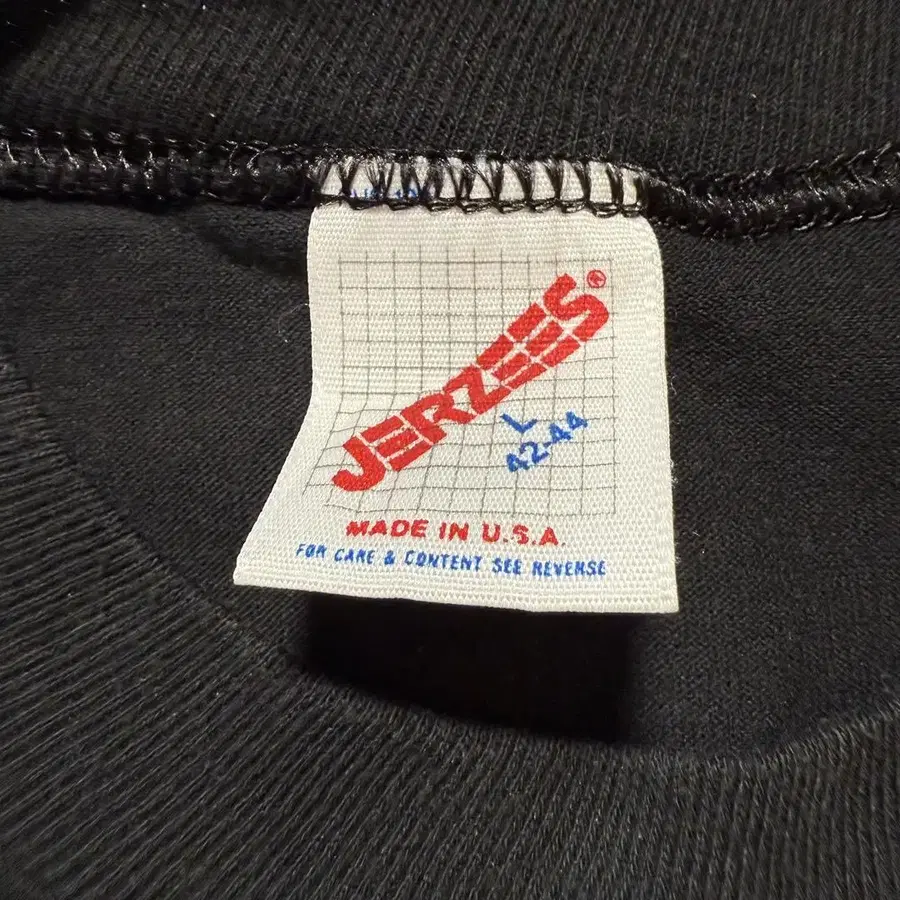 JERZEES®
L
42-44
MADE IN U.S.A.
FOR CARE & CONTENT SEE REVERSE